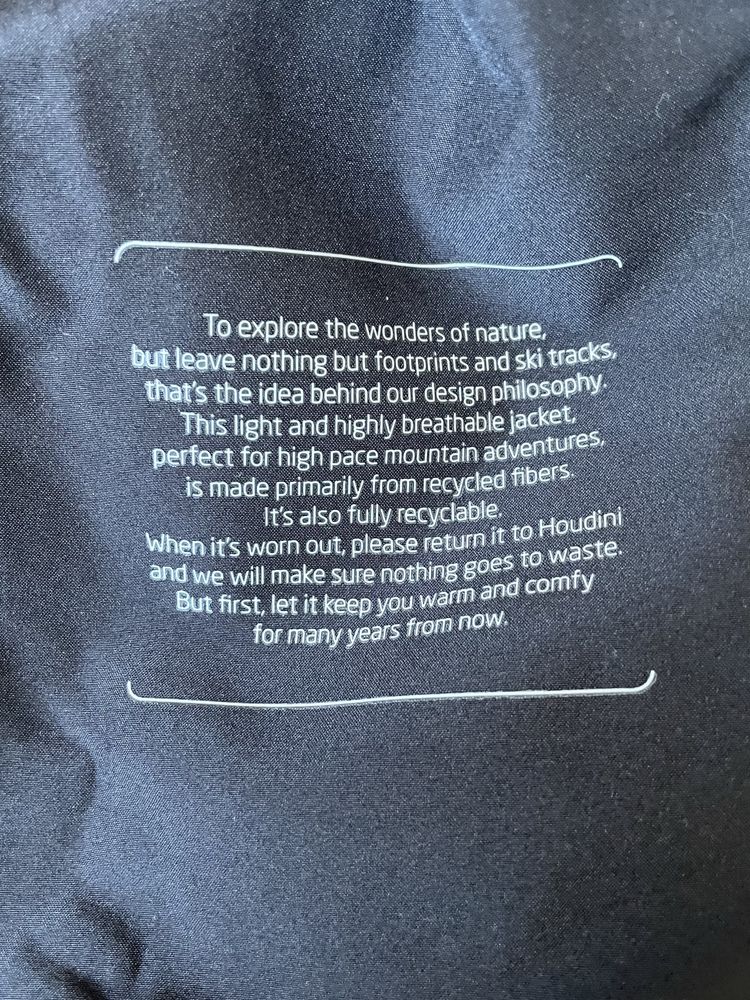 To explore the wonders of nature,
but leave nothing but footprints and ski tracks,
that's the idea behind our design philosophy.
This light and highly breathable jacket,
perfect for high pace mountain adventures,
is made primarily from recycled fibers.
It's also fully recyclable.
When it's worn out, please return it to Houdini
and we will make sure nothing goes to waste.
But first, let it keep you warm and comfy
for many years from now.